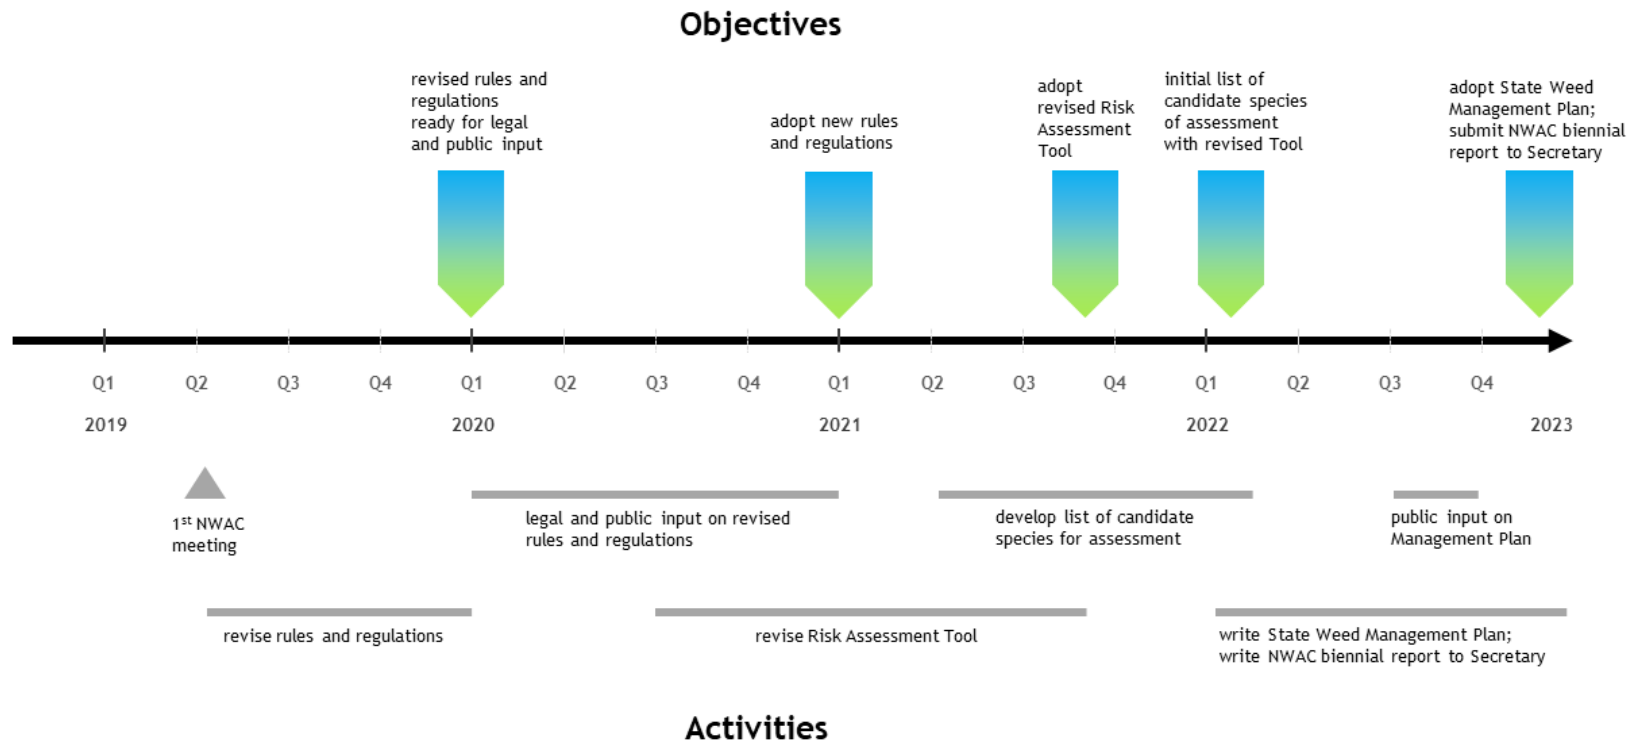 Objectives
revised rules and
regulations
ready for legal
and public input
adopt new rules
and regulations
adopt
revised Risk
Assessment
Tool
initial list of
candidate species
of assessment
with revised Tool
adopt State Weed
Management Plan;
submit NWAC biennial
report to Secretary
Q1 Q2 Q3 Q4 Q1 Q2 Q3 Q4 Q1 Q2 Q3 Q4 Q1 Q2 Q3 Q4
2019 2020 2021 2022 2023
1st NWAC
meeting
legal and public input on revised
rules and regulations
develop list of candidate
species for assessment
public input on
Management Plan
revise rules and regulations
revise Risk Assessment Tool
write State Weed Management Plan;
write NWAC biennial report to Secretary
Activities